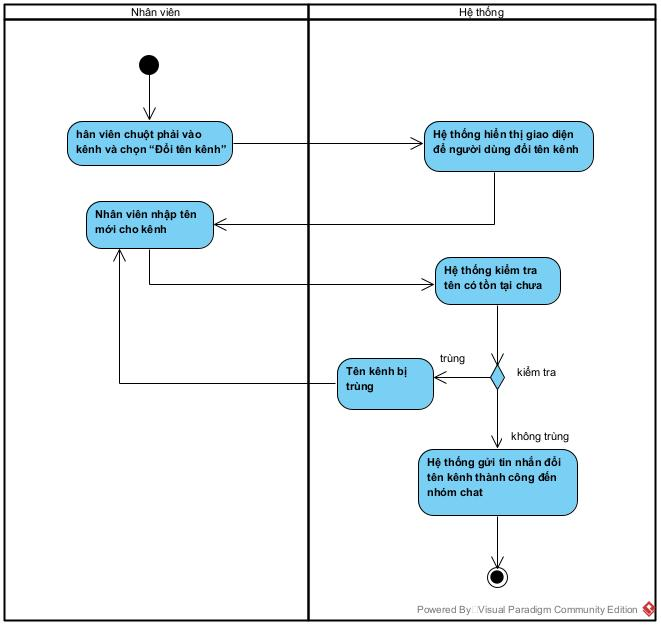 Nhân viên
Hệ thống
hân viên chuột phải vào
kênh và chọn “Đổi tên kênh”
Hệ thống hiển thị giao diện
để người dùng đổi tên kênh
Nhân viên nhập tên
mới cho kênh
Hệ thống kiểm tra
tên có tồn tại chưa
trùng
Tên kênh bị
trùng
kiểm tra
không trùng
Hệ thống gửi tin nhắn đổi
tên kênh thành công đến
nhóm chat
Powered By Visual Paradigm Community Edition